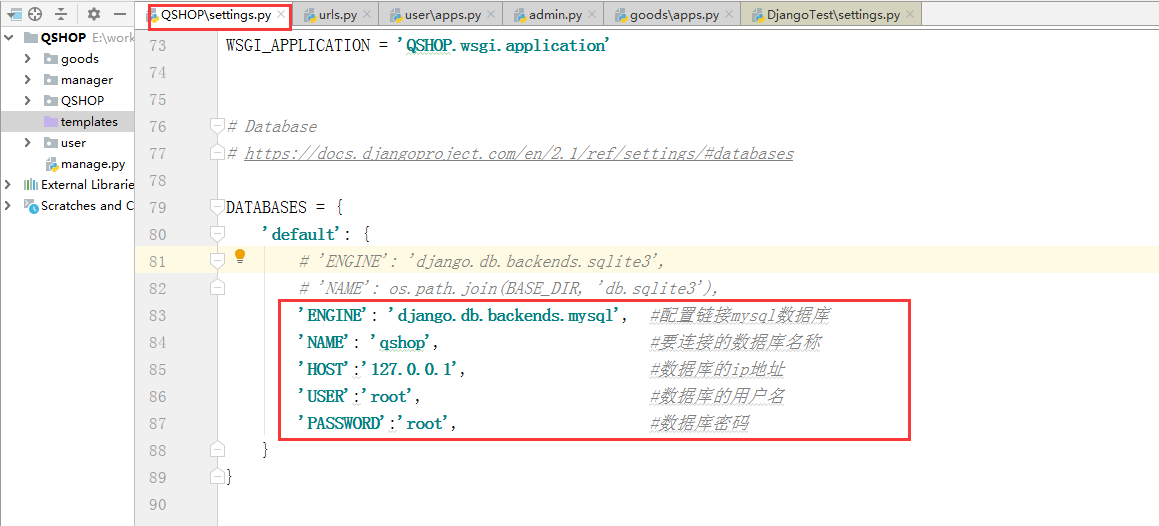 QSHOP\settings.py urls.py user\apps.py admin.py goods\apps.py DjangoTest\settings.py
QSHOP E:\work
goods
manager
QSHOP
templates
user
manage.py
External Librarie
Scratches and C
73 WSGI_APPLICATION = 'QSHOP.wsgi.application'
74
75
76 # Database
77 # https://docs.djangoproject.com/en/2.1/ref/settings/#databases
78
79 DATABASES = {
80 'default': {
81 # 'ENGINE': 'django.db.backends.sqlite3',
82 # 'NAME': os.path.join(BASE_DIR, 'db.sqlite3'),
83 'ENGINE': 'django.db.backends.mysql', #配置链接mysql数据库
84 'NAME': 'qshop', #要连接的数据库名称
85 'HOST':'127.0.0.1', #数据库的ip地址
86 'USER':'root', #数据库的用户名
87 'PASSWORD':'root', #数据库密码
88 }
89 }
90